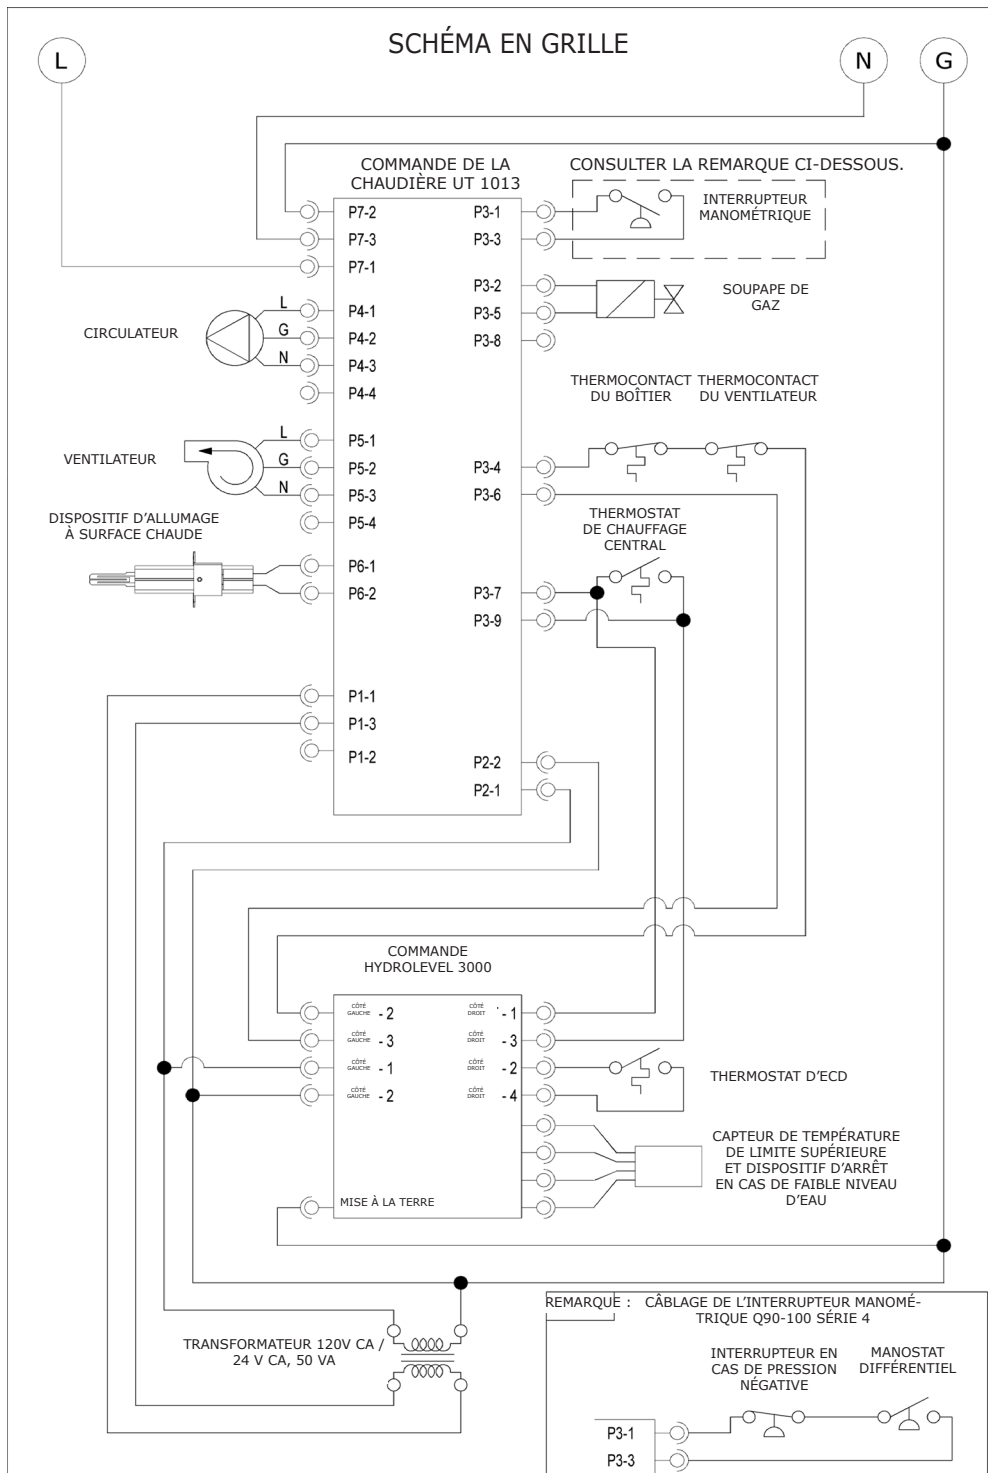 SCHÉMA EN GRILLE
L
N
G
COMMANDE DE LA
CHAUDIÈRE UT 1013
CONSULTER LA REMARQUE CI-DESSOUS.
INTERRUPTEUR
MANOMÉTRIQUE
P7-2
P7-3
P7-1
P3-1
P3-3
P3-2
P3-5
P3-8
SOUPAPE DE
GAZ
CIRCULATEUR
L
G
N
P4-1
P4-2
P4-3
P4-4
THERMOCONTACT
DU BOÎTIER
THERMOCONTACT
DU VENTILATEUR
VENTILATEUR
L
G
N
P5-1
P5-2
P5-3
P5-4
P3-4
P3-6
DISPOSITIF D'ALLUMAGE
À SURFACE CHAUDE
THERMOSTAT
DE CHAUFFAGE
CENTRAL
P6-1
P6-2
P3-7
P3-9
P1-1
P1-3
P1-2
P2-2
P2-1
COMMANDE
HYDROLEVEL 3000
CÔTÉ
GAUCHE - 2
CÔTÉ
GAUCHE - 3
CÔTÉ
GAUCHE - 1
CÔTÉ
GAUCHE - 2
CÔTÉ
DROIT - 1
CÔTÉ
DROIT - 3
CÔTÉ
DROIT - 2
CÔTÉ
DROIT - 4
THERMOSTAT D'ECD
CAPTEUR DE TEMPÉRATURE
DE LIMITE SUPÉRIEURE
ET DISPOSITIF D'ARRÊT
EN CAS DE FAIBLE NIVEAU
D'EAU
MISE À LA TERRE
TRANSFORMATEUR 120V CA /
24 V CA, 50 VA
REMARQUE : CÂBLAGE DE L'INTERRUPTEUR MANOMÉ-
TRIQUE Q90-100 SÉRIE 4
INTERRUPTEUR EN
CAS DE PRESSION
NÉGATIVE
MANOSTAT
DIFFÉRENTIEL
P3-1
P3-3